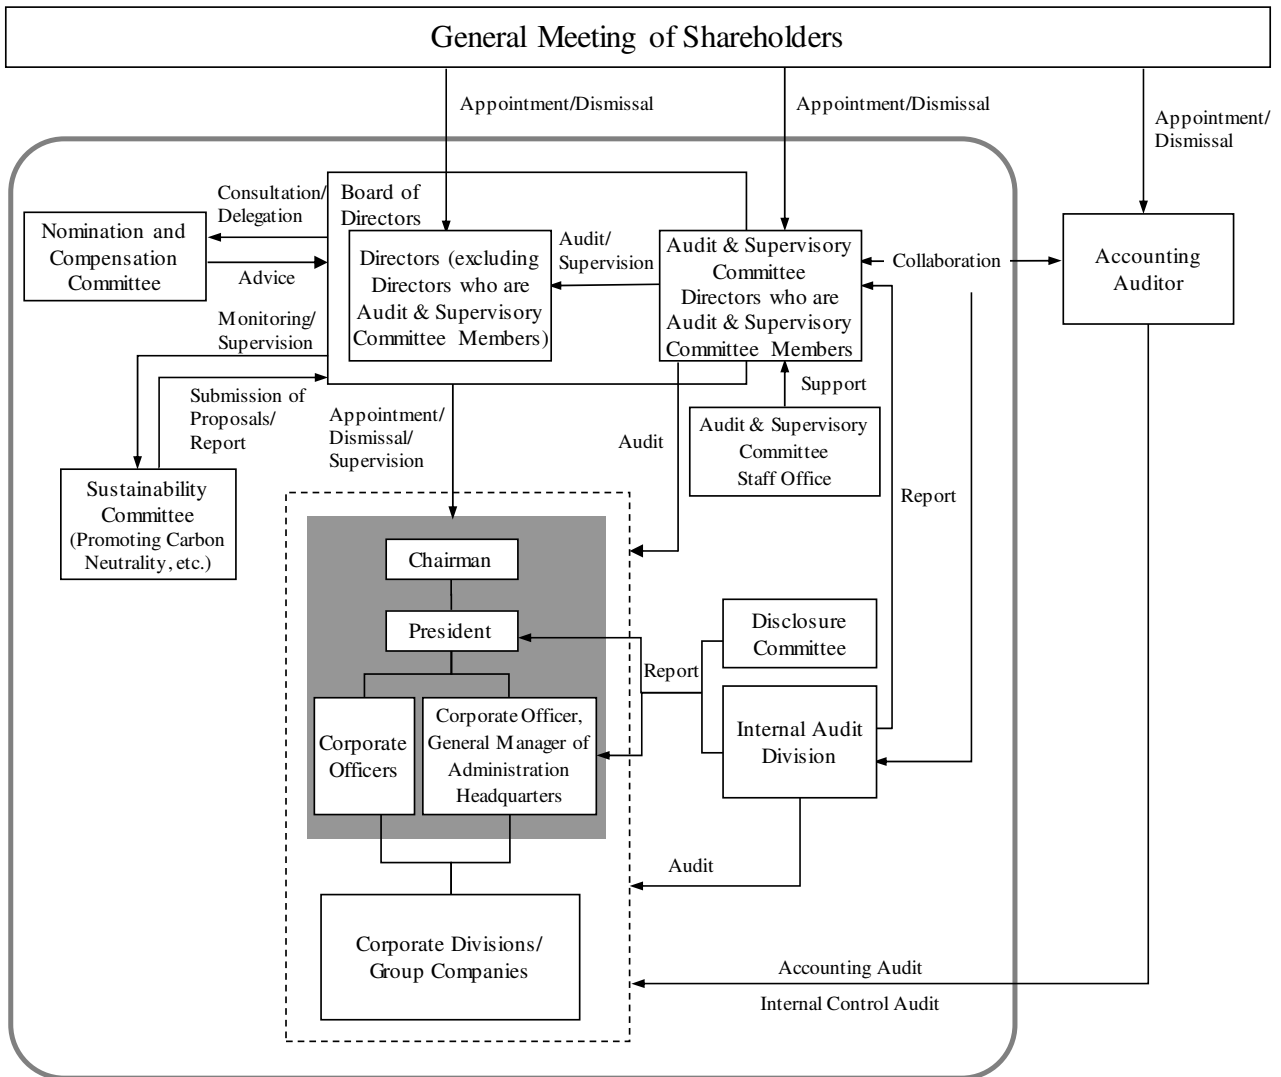 General Meeting of Shareholders
Appointment/Dismissal
Appointment/Dismissal
Appointment/
Dismissal
Consultation/
Delegation
Board of
Directors
Nomination and
Compensation
Committee
Advice
Directors (excluding
Directors who are
Audit & Supervisory
Committee Members)
Audit/
Supervision
Audit & Supervisory
Committee
Directors who are
Audit & Supervisory
Committee Members
Collaboration
Accounting
Auditor
Monitoring/
Supervision
Submission of
Proposals/
Report
Appointment/
Dismissal/
Supervision
Audit
Support
Audit & Supervisory
Committee
Staff Office
Report
Sustainability
Committee
(Promoting Carbon
Neutrality, etc.)
Chairman
President
Report
Disclosure
Committee
Corporate
Officers
Corporate Officer,
General Manager of
Administration
Headquarters
Internal Audit
Division
Audit
Corporate Divisions/
Group Companies
Accounting Audit
Internal Control Audit